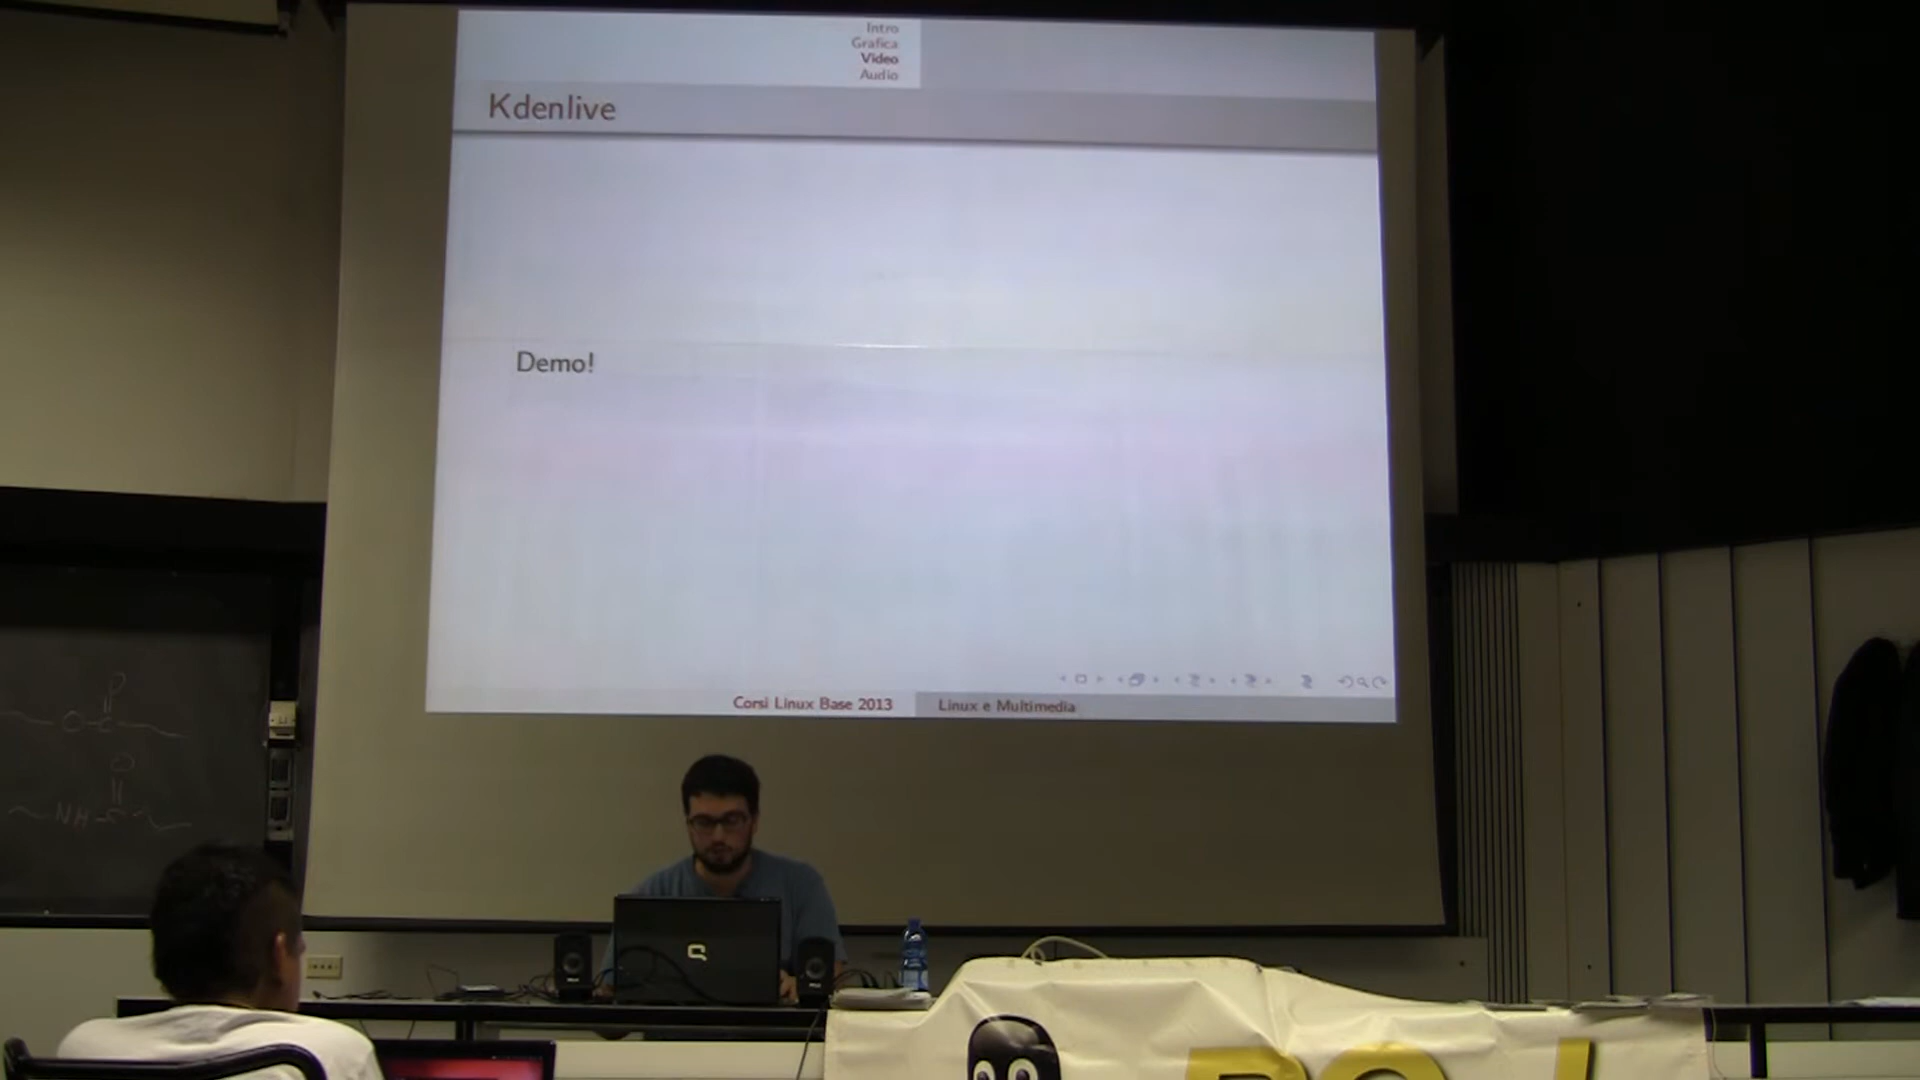 Intro
Grafica
Video
Audio
Kdenlive
Demo!
Corsi Linux Base 2013
Linux e Multimedia
O
O-C
O
NH-C